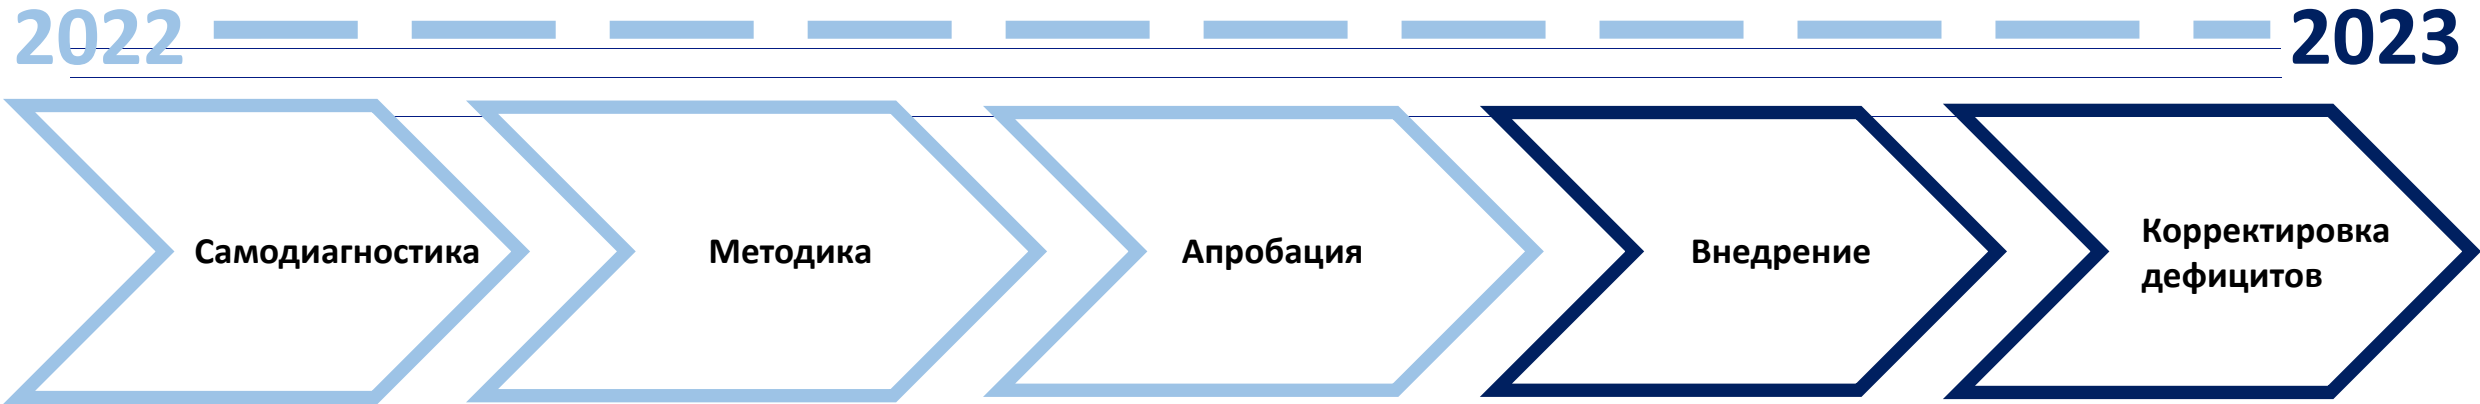 2022 2023
Самодиагностика
Методика
Апробация
Внедрение
Корректировка
дефицитов